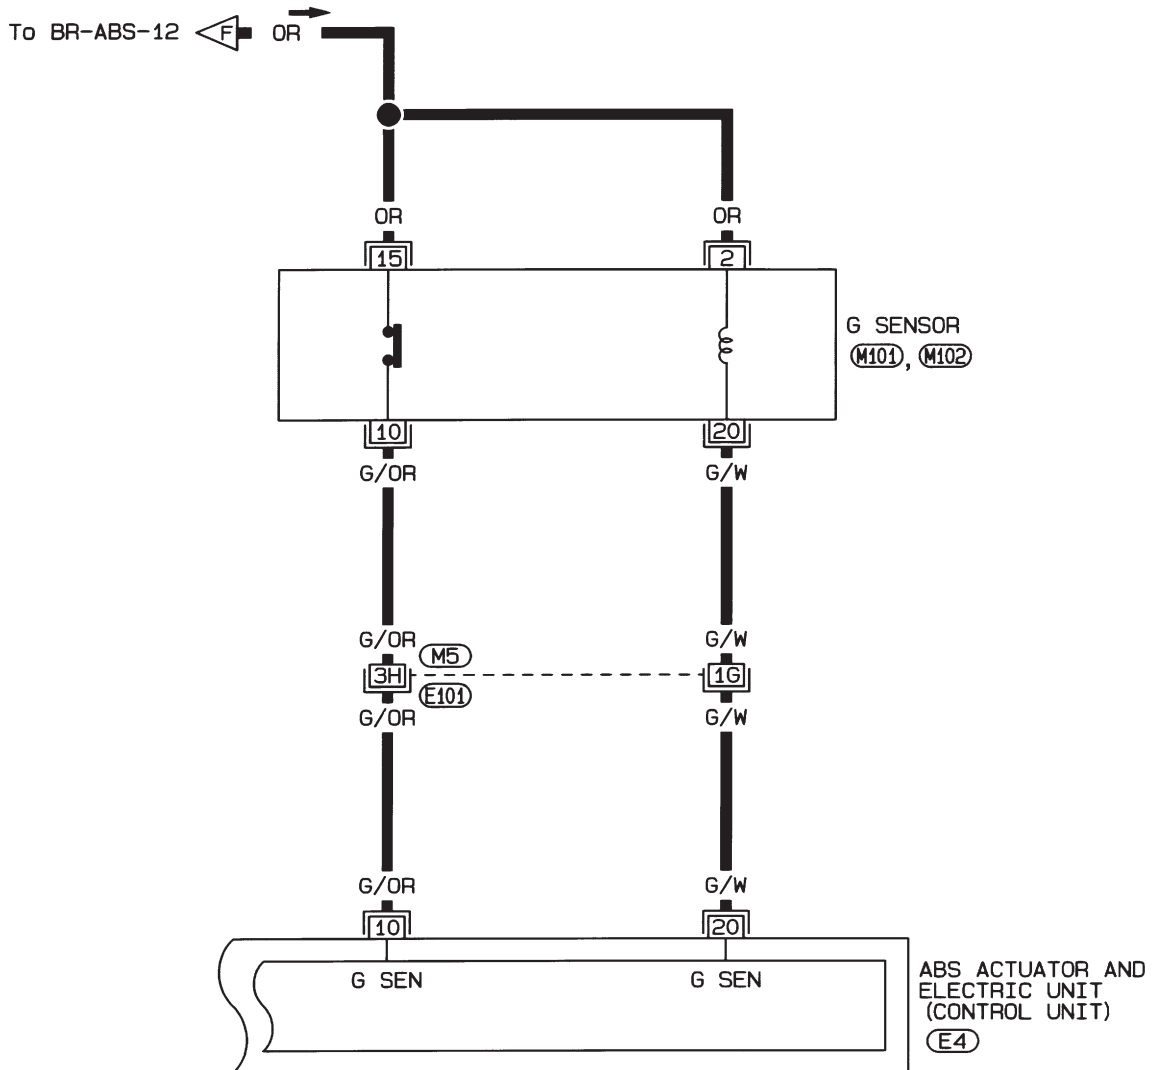 To BR-ABS-12 F OR
OR OR
15 2
G SENSOR
M101, M102
10 20
G/OR G/W
G/OR G/W
M5
3H 1G
E101
G/OR G/W
G/OR G/W
10 20
G SEN G SEN
ABS ACTUATOR AND
ELECTRIC UNIT
(CONTROL UNIT)
E4